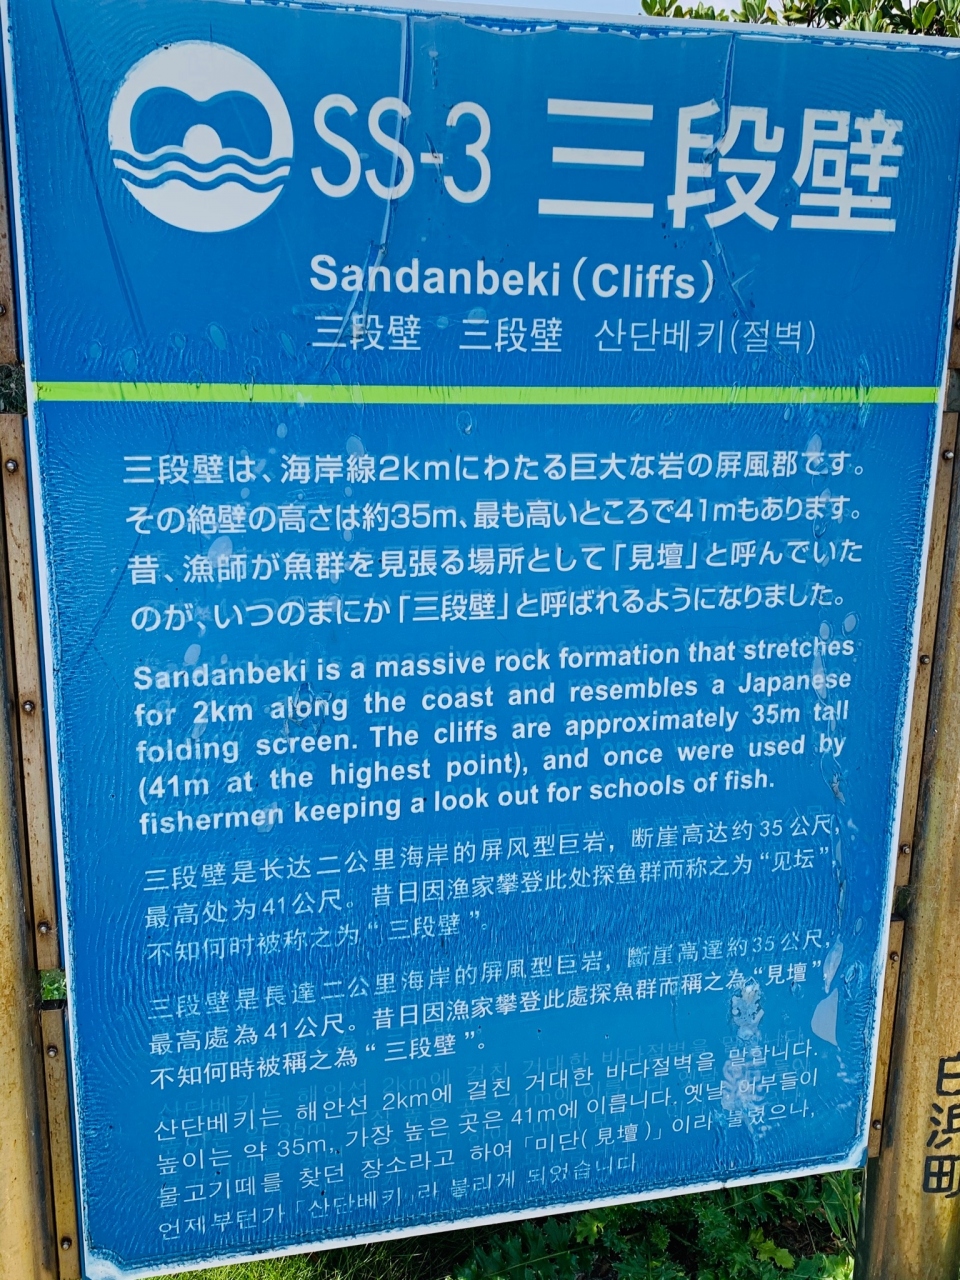 SS-3 三段壁
Sandanbeki (Cliffs)
三段壁 三段壁 산단베키(절벽)
三段壁は、海岸線2kmにわたる巨大な岩の屏風郡です。
その絶壁の高さは約35m、最も高いところで41mもあります。
昔、漁師が魚群を見張る場所として「見壇」と呼んでいた
のが、いつのまにか「三段壁」と呼ばれるようになりました。
Sandanbeki is a massive rock formation that stretches
for 2km along the coast and resembles a Japanese
folding screen. The cliffs are approximately 35m tall
(41m at the highest point), and once were used by
fishermen keeping a look out for schools of fish.
三段壁是长达二公里海岸的屏风型巨岩，断崖高达约35公尺，
最高处为41公尺。昔日因渔家攀登此处探鱼群而称之为“见坛”，
不知何时被称之为“三段壁”。
三段壁是長達二公里海岸的屏風型巨岩，斷崖高達約35公尺，
最高處為41公尺。昔日因漁家攀登此處探魚群而稱之為“見壇”，
不知何時被稱之為“三段壁”。
산단베키는 해안선 2km에 걸친 거대한 바다절벽을 말합니다.
높이는 약 35m, 가장 높은 곳은 41m에 이릅니다. 옛날 어부들이
물고기떼를 찾던 장소라고 하여「미단(見壇)」이라 불렸으나,
언제부턴가「산단베키」라 불리게 되었습니다
白浜町